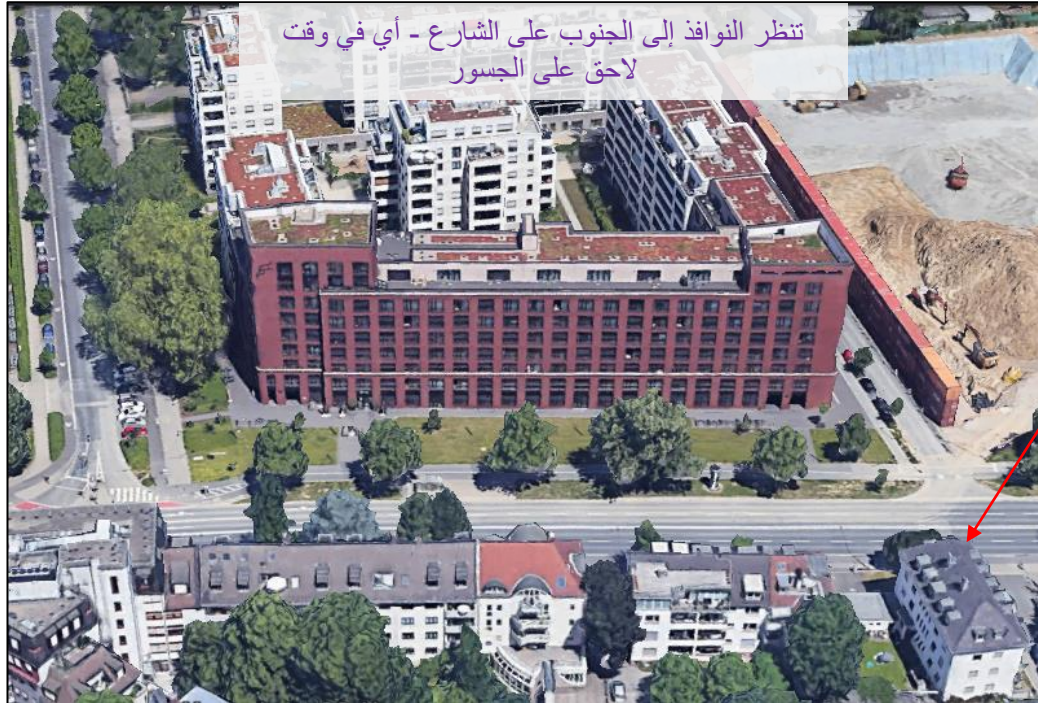 تنظر النوافذ إلى الجنوب على الشارع - أي في وقت
لاحق على الجسور